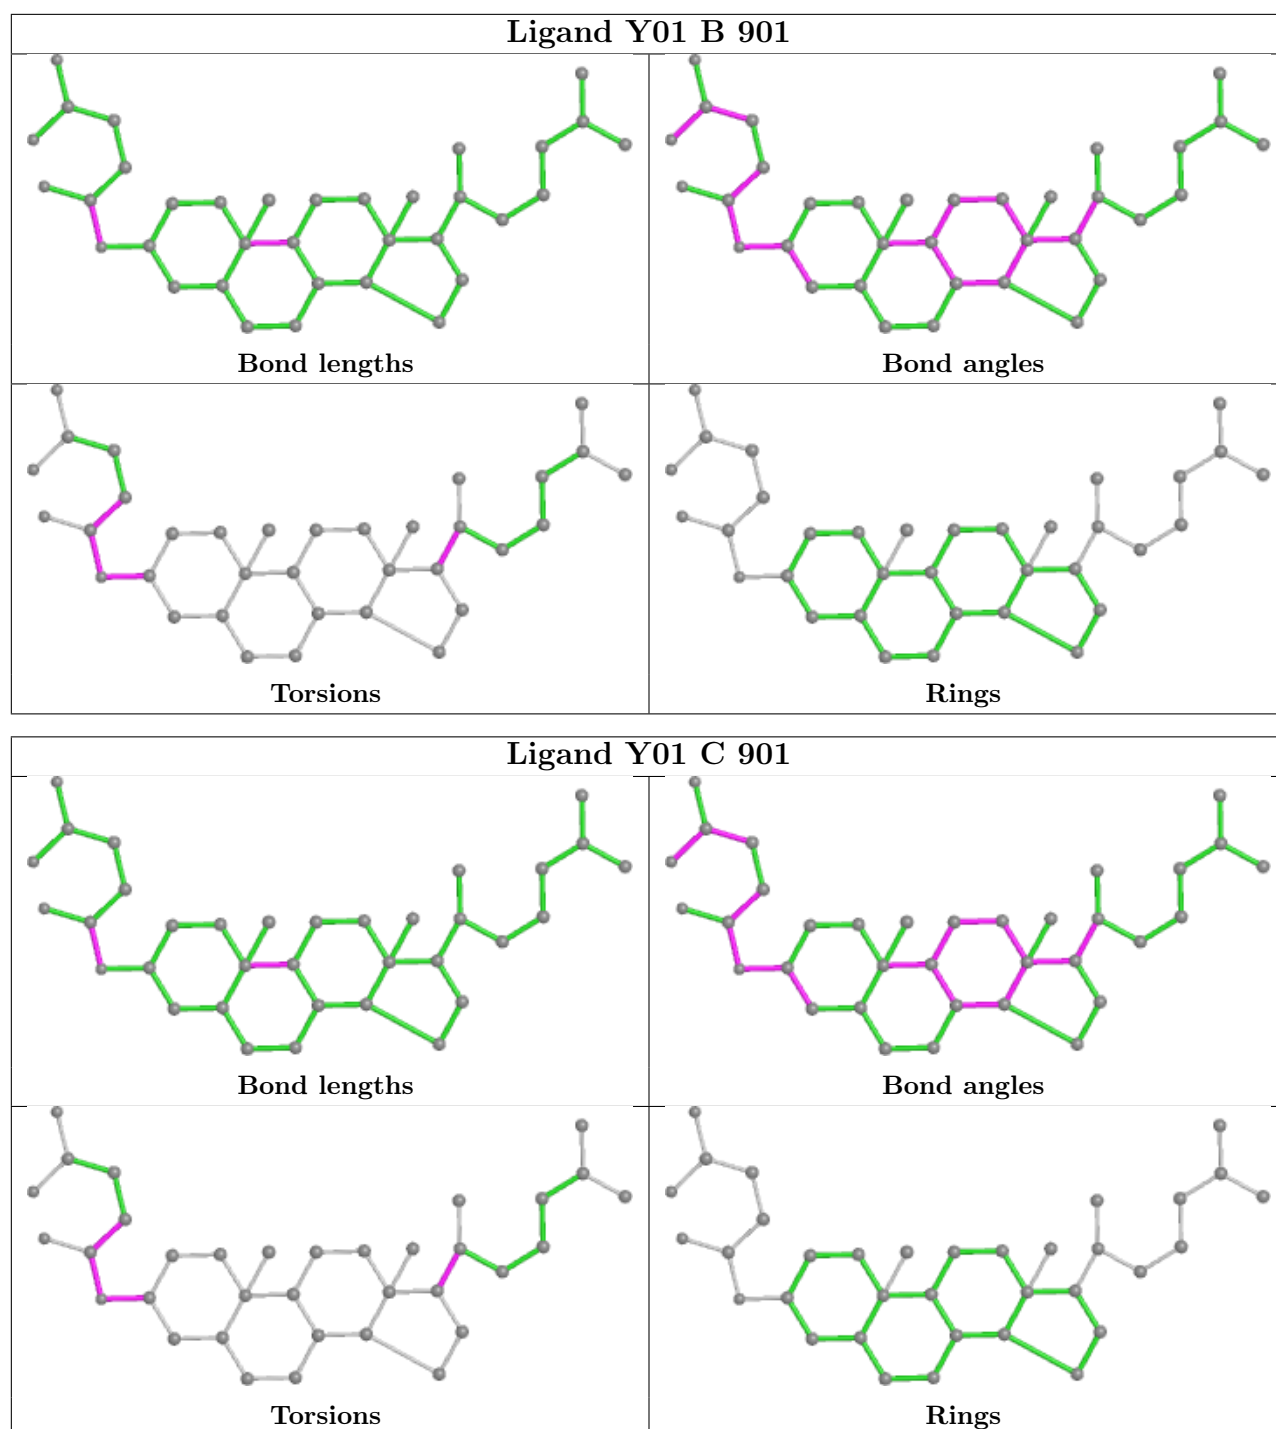 Ligand Y01 B 901
Bond lengths
Bond angles
Torsions
Rings
Ligand Y01 C 901
Bond lengths
Bond angles
Torsions
Rings